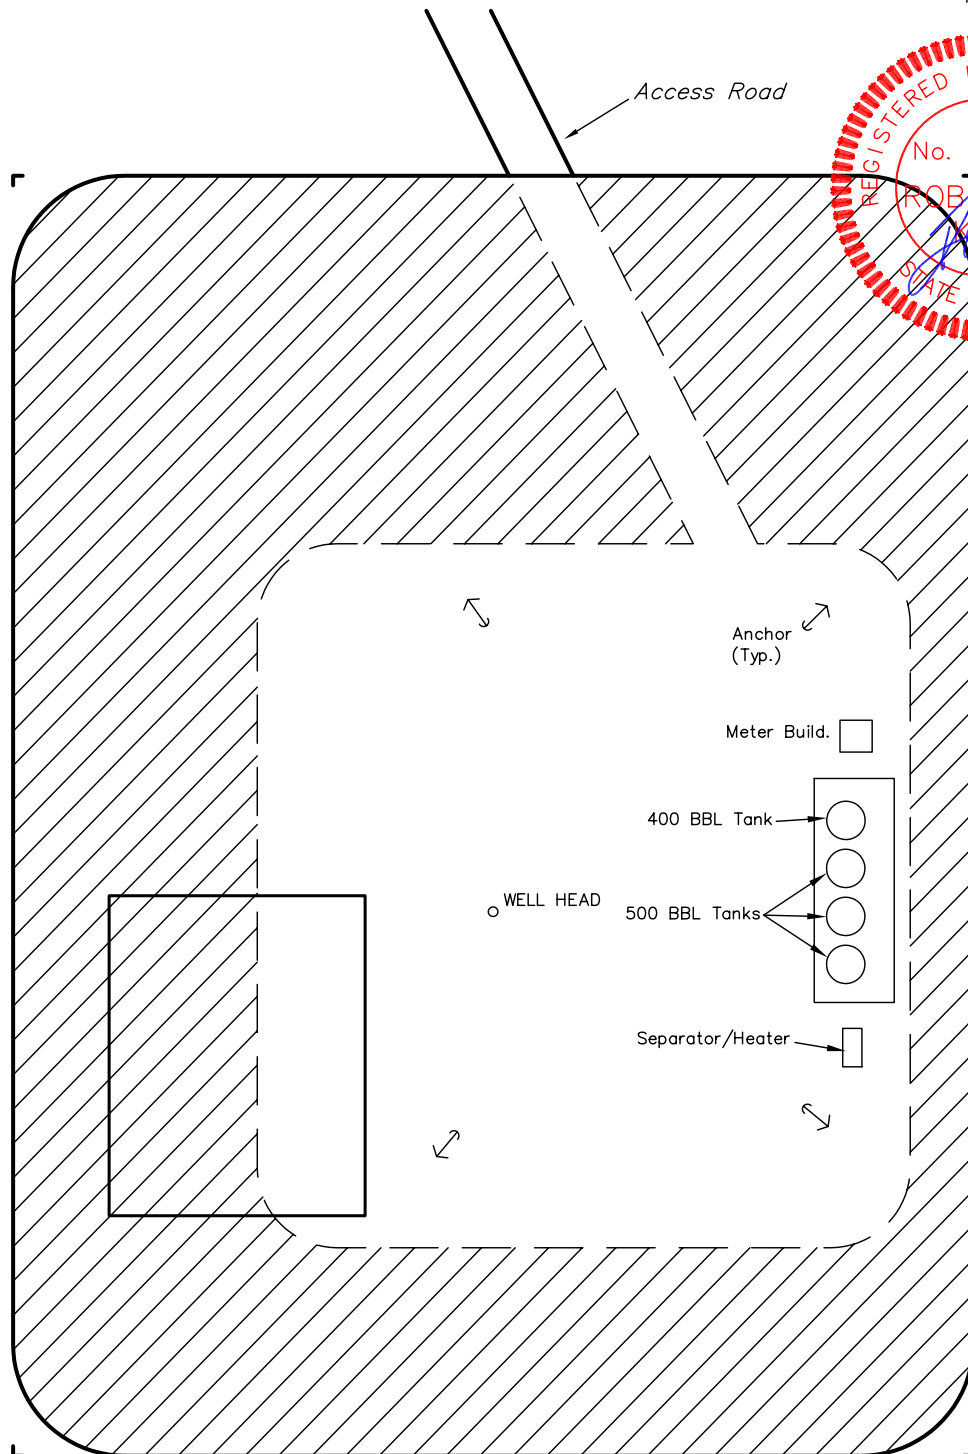 Access Road
REGISTERED
No.
ROB
STATE
Anchor
(Typ.)
Meter Build.
400 BBL Tank
WELL HEAD
500 BBL Tanks
Separator/Heater